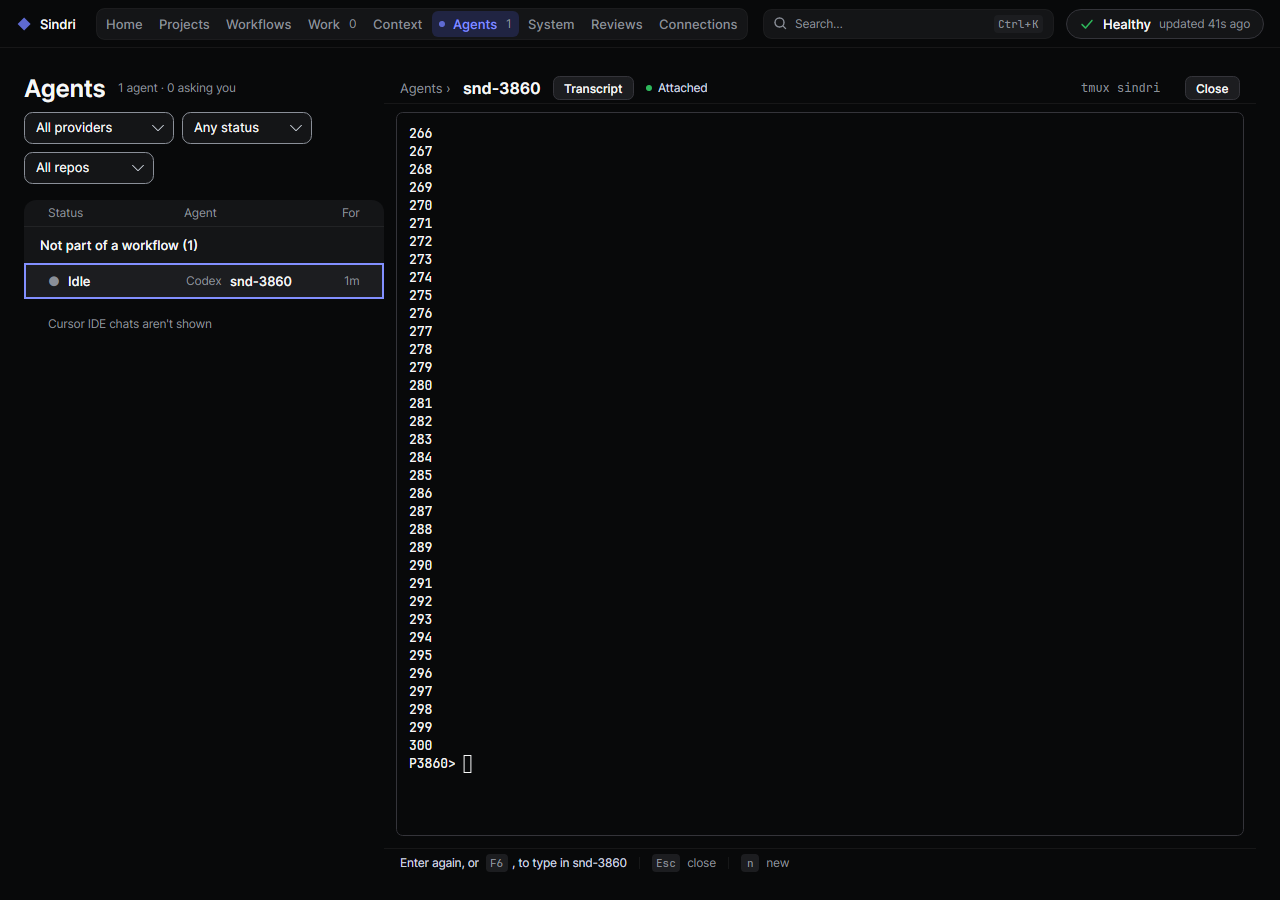 Sindri
Home Projects Workflows Work 0 Context Agents 1 System Reviews Connections
Search... Ctrl+K
Healthy updated 41s ago
Agents 1 agent · 0 asking you
All providers Any status
All repos
Status Agent For
Not part of a workflow (1)
Idle Codex snd-3860 1m
Cursor IDE chats aren't shown
Agents › snd-3860 Transcript Attached tmux sindri Close
266
267
268
269
270
271
272
273
274
275
276
277
278
279
280
281
282
283
284
285
286
287
288
289
290
291
292
293
294
295
296
297
298
299
300
P3860>
Enter again, or F6 , to type in snd-3860 Esc close n new